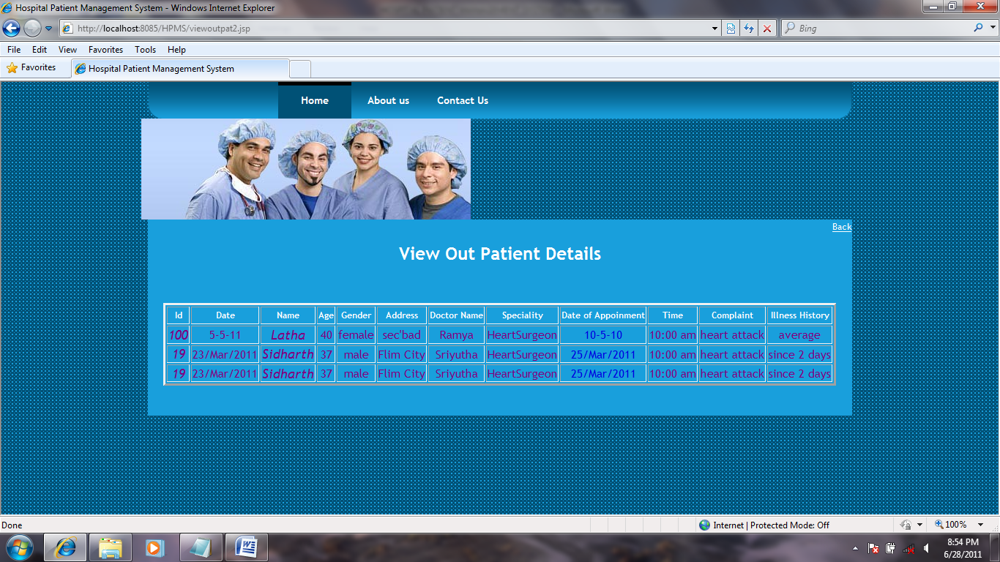 Hospital Patient Management System - Windows Internet Explorer
http://localhost:8085/HPMS/viewoutpat2.jsp Bing
File Edit View Favorites Tools Help
Favorites Hospital Patient Management System
Home About us Contact Us
Back
View Out Patient Details
Id Date Name Age Gender Address Doctor Name Speciality Date of Appoinment Time Complaint Illness History
100 5-5-11 Latha 40 female sec'bad Ramya HeartSurgeon 10-5-10 10:00 am heart attack average
19 23/Mar/2011 Sidharth 37 male Flim City Sriyutha HeartSurgeon 25/Mar/2011 10:00 am heart attack since 2 days
19 23/Mar/2011 Sidharth 37 male Flim City Sriyutha HeartSurgeon 25/Mar/2011 10:00 am heart attack since 2 days
Done Internet | Protected Mode: Off 100%
8:54 PM
6/28/2011